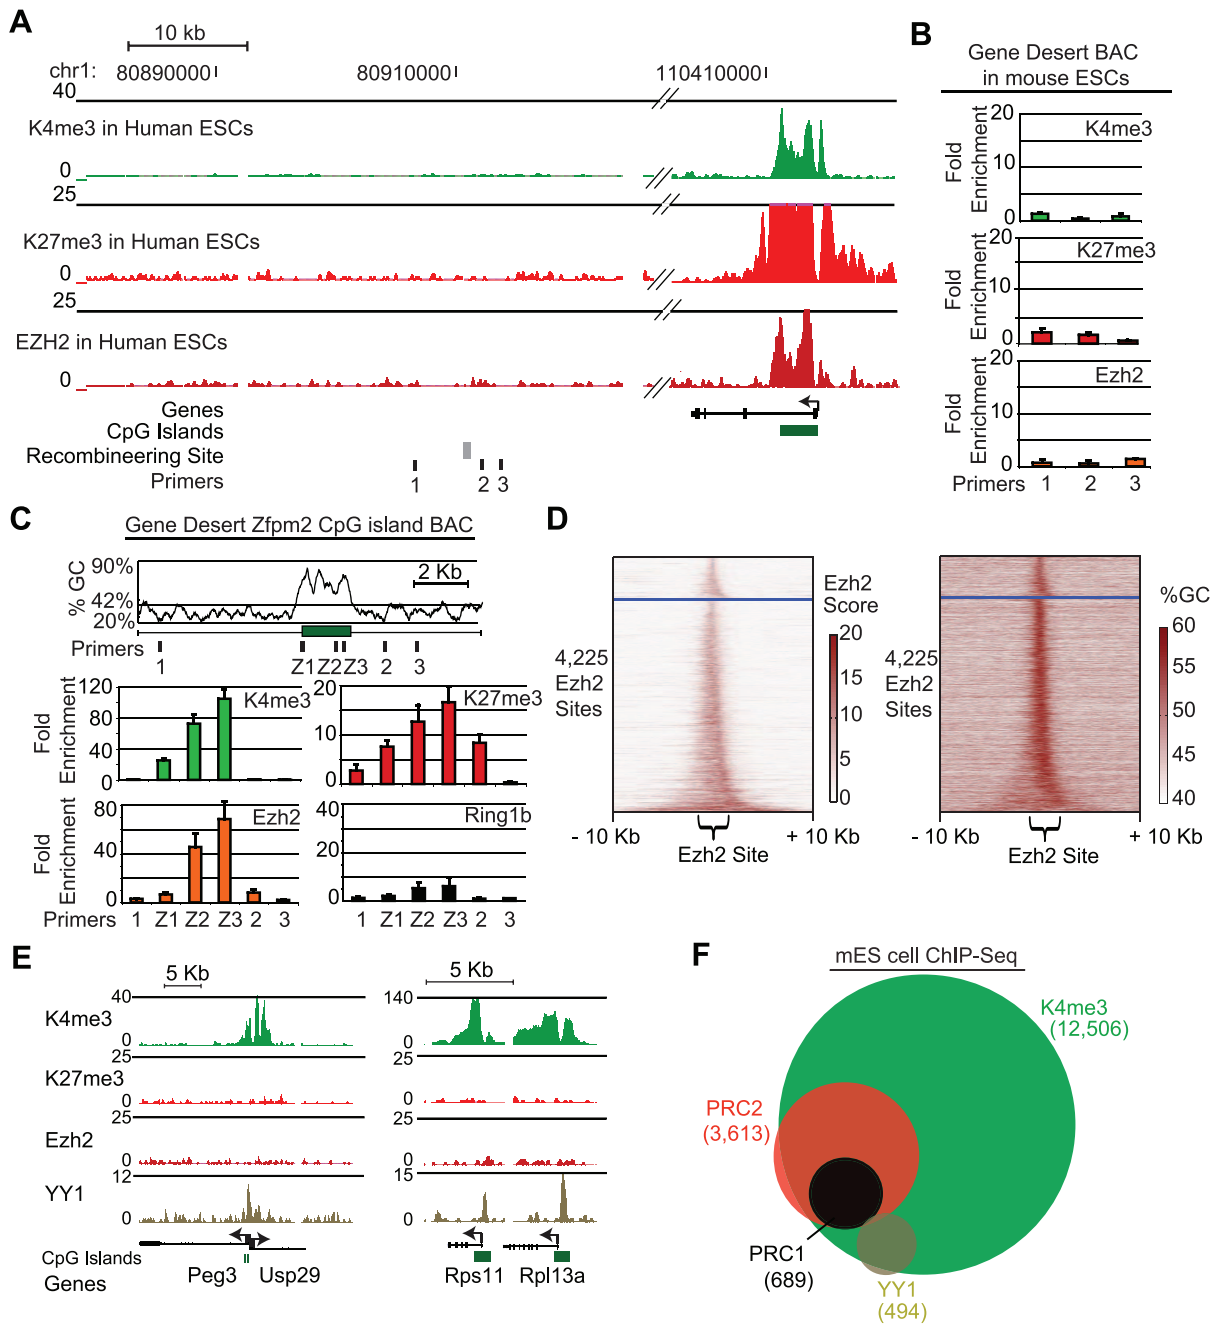 A
10 kb
chr1:
80890000
80910000
110410000
40
K4me3 in Human ESCs
0
25
K27me3 in Human ESCs
0
25
EZH2 in Human ESCs
0
Genes
CpG Islands
Recombineering Site
Primers
1
2
3
B
Gene Desert BAC
in mouse ESCs
Fold
Enrichment
20
10
0
K4me3
Fold
Enrichment
20
10
0
K27me3
Fold
Enrichment
20
10
0
Ezh2
Primers
1
2
3
C
Gene Desert Zfpm2 CpG island BAC
% GC
90%
42%
20%
2 Kb
Primers
1
Z1
Z2
Z3
2
3
Fold
Enrichment
120
80
40
0
K4me3
20
10
0
K27me3
Fold
Enrichment
80
40
0
Ezh2
40
20
0
Ring1b
Primers
1
Z1
Z2
Z3
2
3
1
Z1
Z2
Z3
2
3
D
4,225
Ezh2
Sites
Ezh2
Score
20
15
10
5
0
- 10 Kb
+ 10 Kb
Ezh2 Site
4,225
Ezh2
Sites
%GC
60
55
50
45
40
- 10 Kb
+ 10 Kb
Ezh2 Site
E
5 Kb
5 Kb
K4me3
40
0
140
0
K27me3
25
0
25
0
Ezh2
25
0
25
0
YY1
12
0
15
0
CpG Islands
Genes
Peg3
Usp29
Rps11
Rpl13a
F
mES cell ChIP-Seq
K4me3
(12,506)
PRC2
(3,613)
PRC1
(689)
YY1
(494)